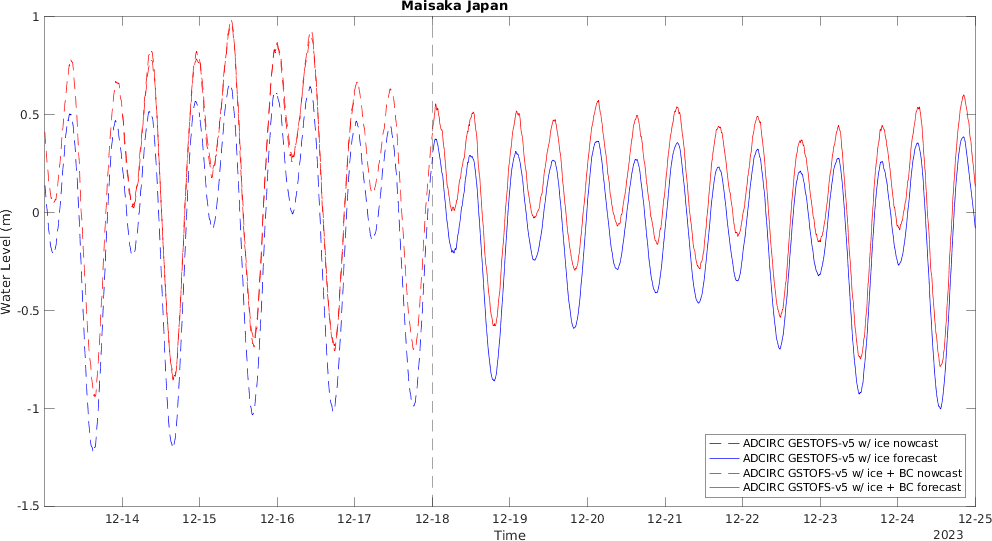 Maisaka Japan
1
0.5
0
-0.5
-1
-1.5
Water Level (m)
12-14 12-15 12-16 12-17 12-18 12-19 12-20 12-21 12-22 12-23 12-24 12-25
Time
2023
ADCIRC GESTOFS-v5 w/ ice nowcast
ADCIRC GESTOFS-v5 w/ ice forecast
ADCIRC GSTOFS-v5 w/ ice + BC nowcast
ADCIRC GSTOFS-v5 w/ ice + BC forecast